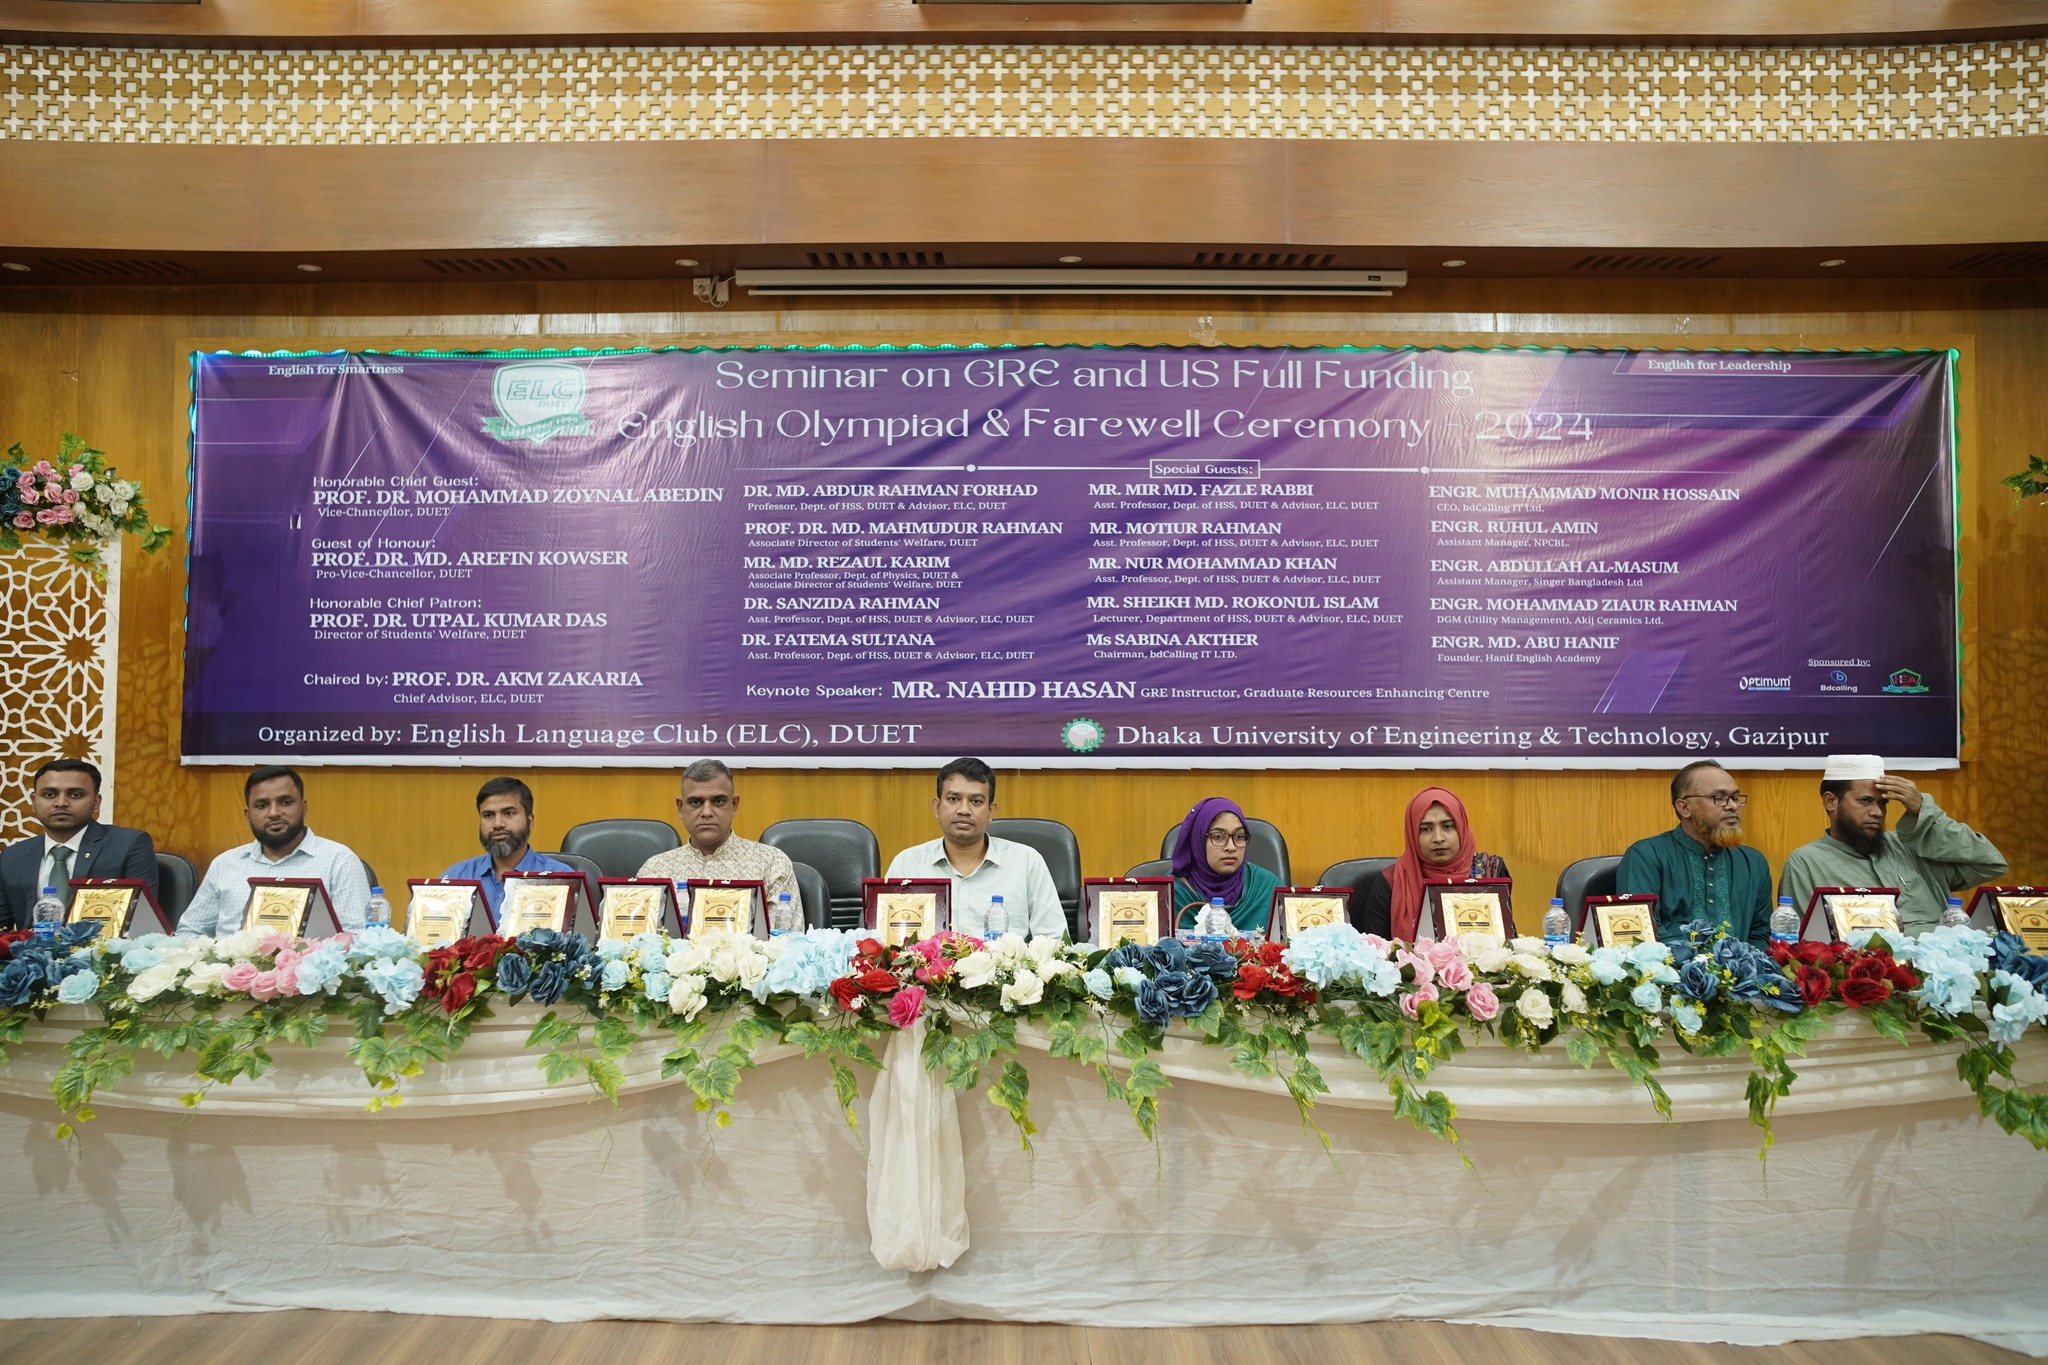 English for Smartness
ELC
Established 1999
Seminar on GRE and US Full Funding
English Olympiad & Farewell Ceremony - 2024
English for Leadership
Honorable Chief Guest:
PROF. DR. MOHAMMAD ZOYNAL ABEDIN
Vice-Chancellor, DUET
Guest of Honour:
PROF. DR. MD. AREFIN KOWSER
Pro-Vice-Chancellor, DUET
Honorable Chief Patron:
PROF. DR. UTPAL KUMAR DAS
Director of Students' Welfare, DUET
Chaired by: PROF. DR. AKM ZAKARIA
Chief Advisor, ELC, DUET
Special Guests:
DR. MD. ABDUR RAHMAN FORHAD
Professor, Dept. of HSS, DUET & Advisor, ELC, DUET
PROF. DR. MD. MAHMUDUR RAHMAN
Associate Director of Students' Welfare, DUET
MR. MD. REZAUL KARIM
Associate Professor, Dept. of Physics, DUET &
Associate Director of Students' Welfare, DUET
DR. SANZIDA RAHMAN
Asst. Professor, Dept. of HSS, DUET & Advisor, ELC, DUET
DR. FATEMA SULTANA
Asst. Professor, Dept. of HSS, DUET & Advisor, ELC, DUET
MR. MIR MD. FAZLE RABBI
Asst. Professor, Dept. of HSS, DUET & Advisor, ELC, DUET
MR. MOTIUR RAHMAN
Asst. Professor, Dept. of HSS, DUET & Advisor, ELC, DUET
MR. NUR MOHAMMAD KHAN
Asst. Professor, Dept. of HSS, DUET & Advisor, ELC, DUET
MR. SHEIKH MD. ROKONUL ISLAM
Lecturer, Department of HSS, DUET & Advisor, ELC, DUET
Ms SABINA AKTHER
Chairman, bdCalling IT LTD.
ENGR. MUHAMMAD MONIR HOSSAIN
CEO, bdCalling IT Ltd.
ENGR. RUHUL AMIN
Assistant Manager, NPCBL.
ENGR. ABDULLAH AL-MASUM
Assistant Manager, Singer Bangladesh Ltd
ENGR. MOHAMMAD ZIAUR RAHMAN
DGM (Utility Management), Akij Ceramics Ltd.
ENGR. MD. ABU HANIF
Founder, Hanif English Academy
Keynote Speaker: MR. NAHID HASAN GRE Instructor, Graduate Resources Enhancing Centre
Sponsored by:
Optimum
Bdcalling
HEA
Organized by: English Language Club (ELC), DUET
Dhaka University of Engineering & Technology, Gazipur